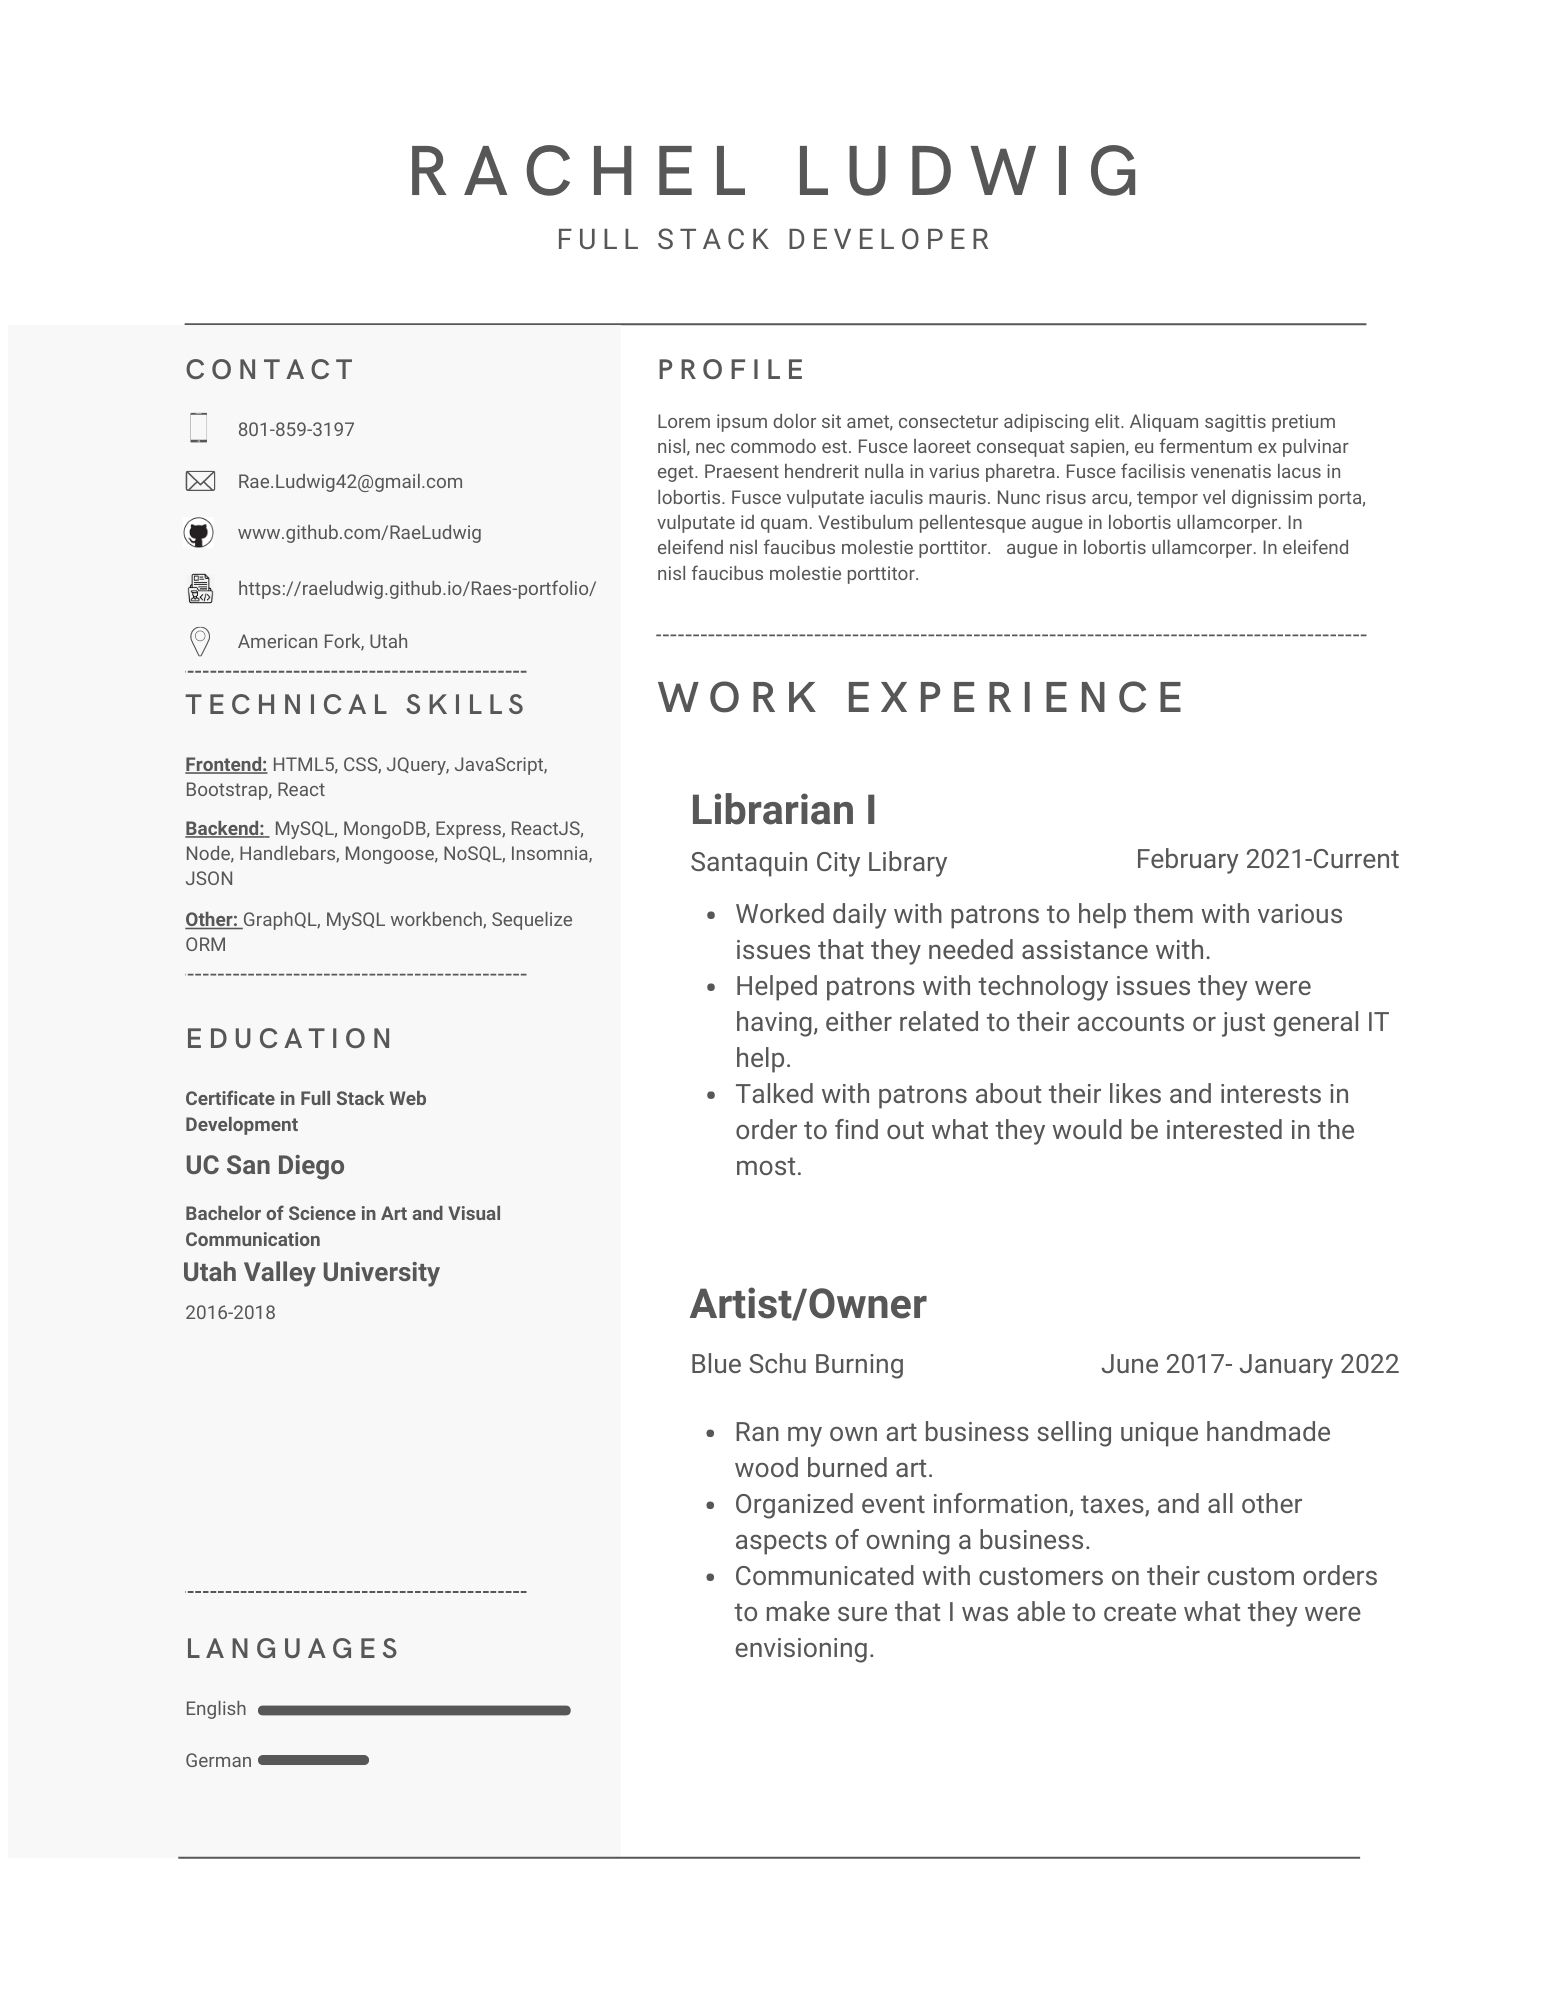 RACHEL LUDWIG
FULL STACK DEVELOPER
CONTACT
801-859-3197
Rae.Ludwig42@gmail.com
www.github.com/RaeLudwig
https://raeludwig.github.io/Raes-portfolio/
American Fork, Utah
TECHNICAL SKILLS
Frontend: HTML5, CSS, JQuery, JavaScript,
Bootstrap, React
Backend: MySQL, MongoDB, Express, ReactJS,
Node, Handlebars, Mongoose, NoSQL, Insomnia,
JSON
Other: GraphQL, MySQL workbench, Sequelize
ORM
EDUCATION
Certificate in Full Stack Web
Development
UC San Diego
Bachelor of Science in Art and Visual
Communication
Utah Valley University
2016-2018
LANGUAGES
English
German
PROFILE
Lorem ipsum dolor sit amet, consectetur adipiscing elit. Aliquam sagittis pretium
nisl, nec commodo est. Fusce laoreet consequat sapien, eu fermentum ex pulvinar
eget. Praesent hendrerit nulla in varius pharetra. Fusce facilisis venenatis lacus in
lobortis. Fusce vulputate iaculis mauris. Nunc risus arcu, tempor vel dignissim porta,
vulputate id quam. Vestibulum pellentesque augue in lobortis ullamcorper. In
eleifend nisl faucibus molestie porttitor. augue in lobortis ullamcorper. In eleifend
nisl faucibus molestie porttitor.
WORK EXPERIENCE
Librarian I
Santaquin City Library February 2021-Current
• Worked daily with patrons to help them with various
issues that they needed assistance with.
• Helped patrons with technology issues they were
having, either related to their accounts or just general IT
help.
• Talked with patrons about their likes and interests in
order to find out what they would be interested in the
most.
Artist/Owner
Blue Schu Burning June 2017- January 2022
• Ran my own art business selling unique handmade
wood burned art.
• Organized event information, taxes, and all other
aspects of owning a business.
• Communicated with customers on their custom orders
to make sure that I was able to create what they were
envisioning.